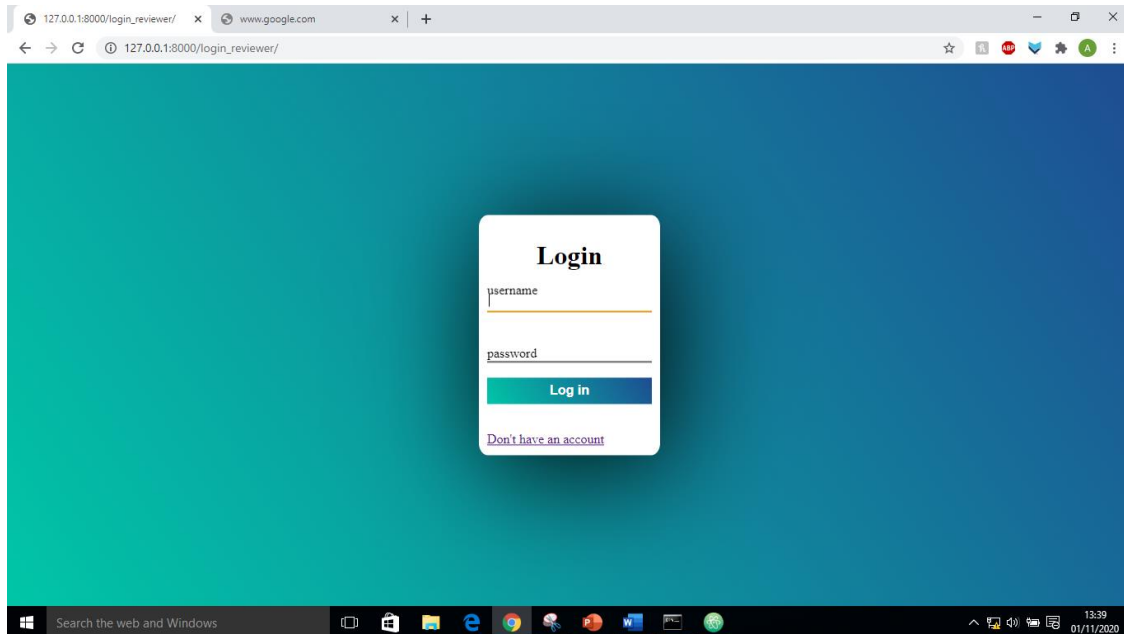 127.0.0.1:8000/login_reviewer/
www.google.com
127.0.0.1:8000/login_reviewer/
ABP
A
Login
username
password
Log in
Don't have an account
Search the web and Windows
13:39
01/11/2020